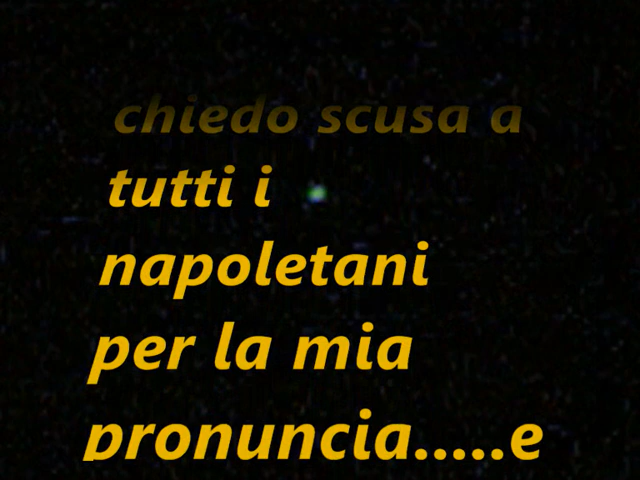 chiedo scusa a
tutti i
napoletani
per la mia
pronuncia.....e